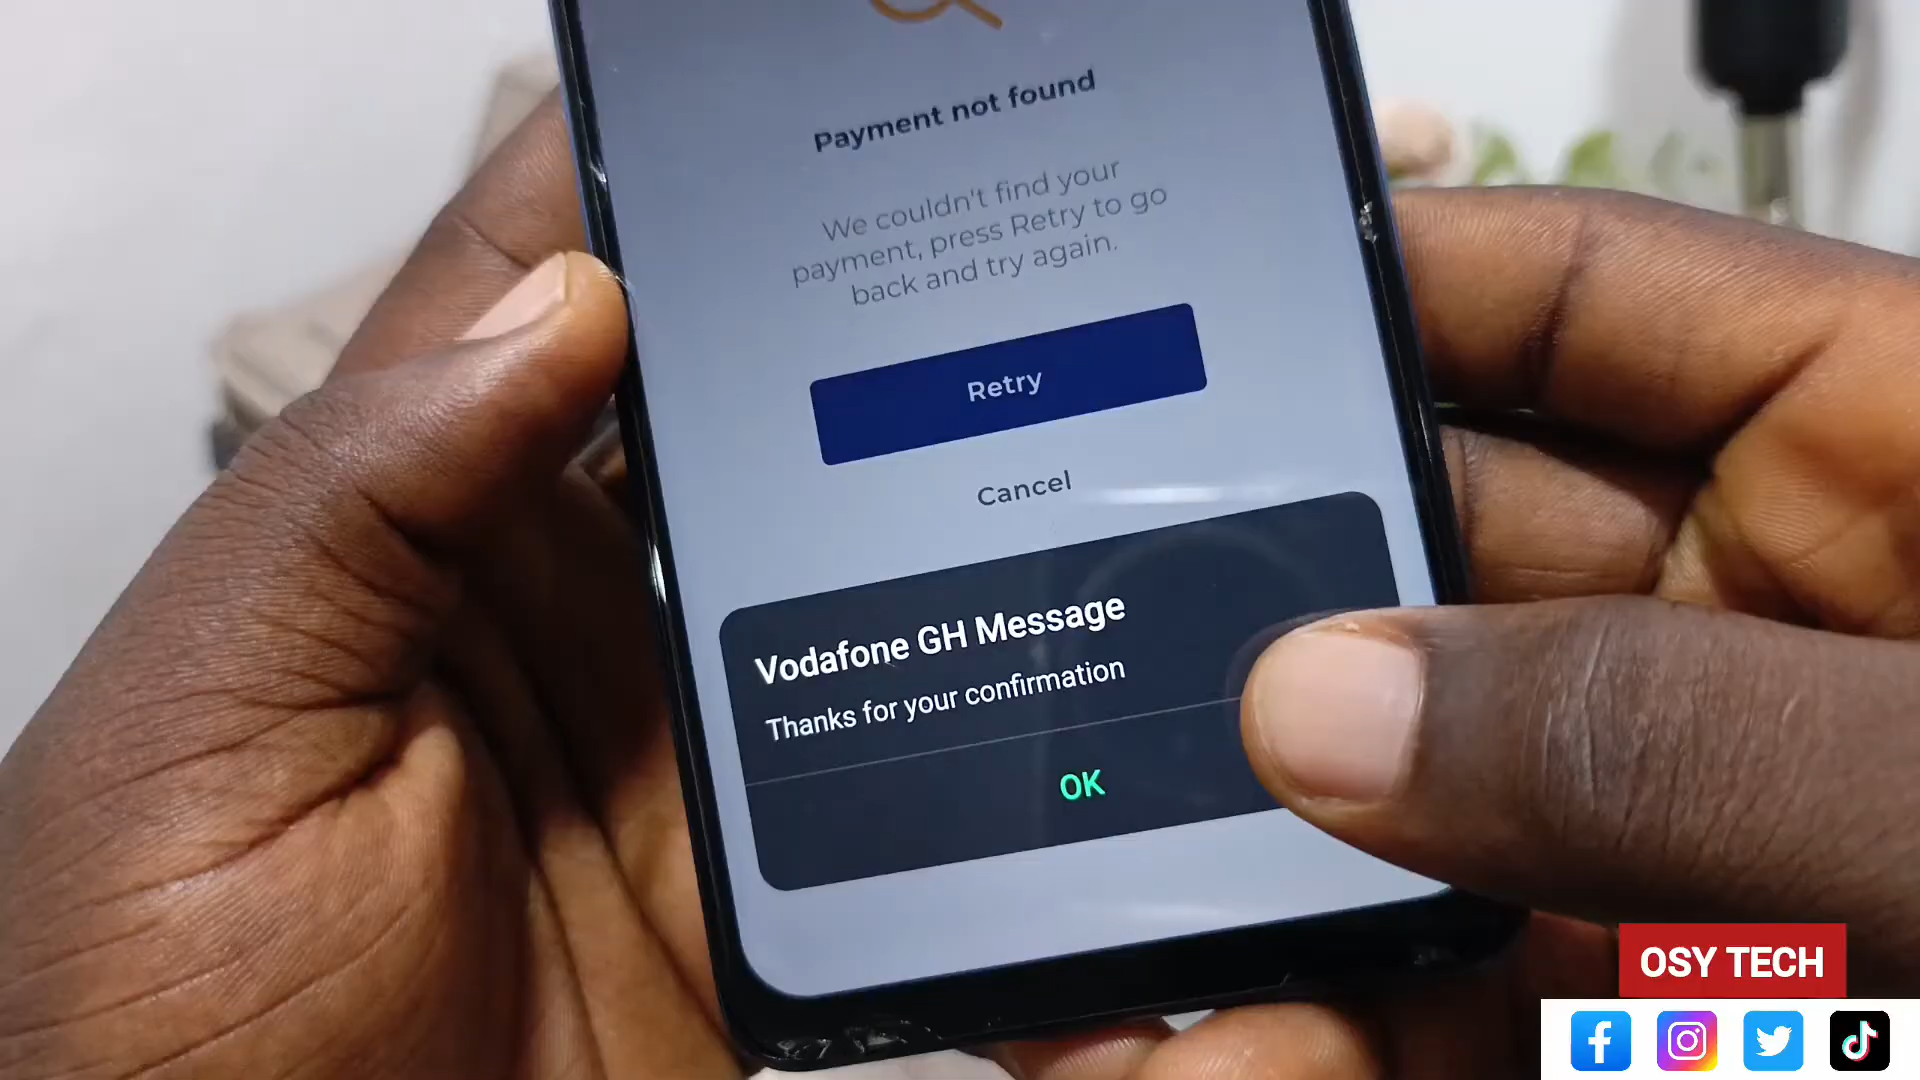 Payment not found
We couldn't find your
payment, press Retry to go
back and try again.
Retry
Cancel
Vodafone GH Message
Thanks for your confirmation
OK
OSY TECH